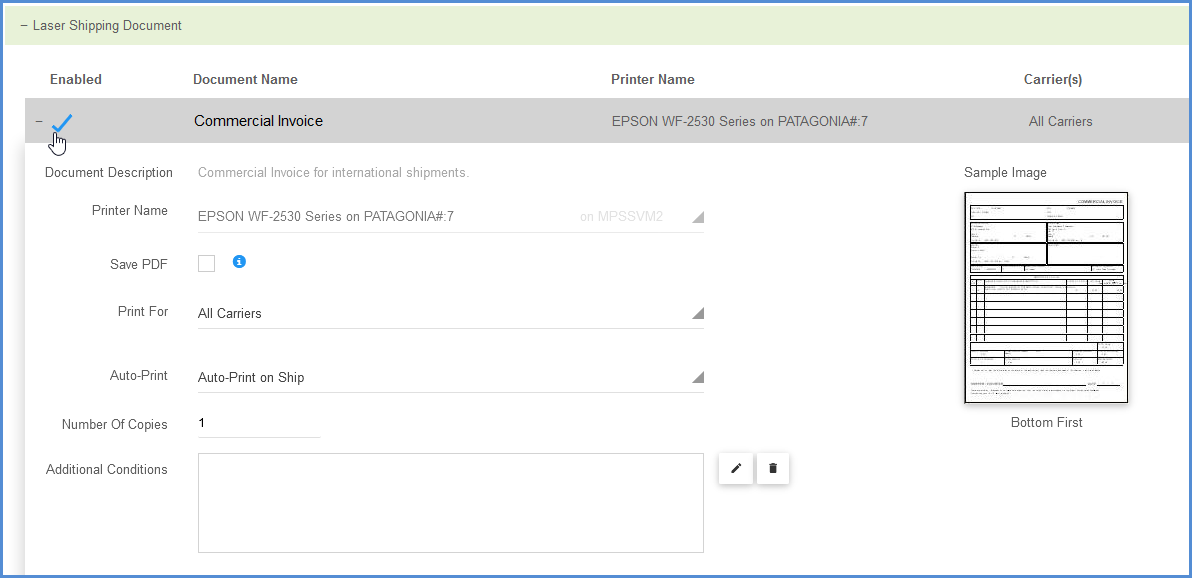 − Laser Shipping Document
Enabled Document Name Printer Name Carrier(s)
− Commercial Invoice EPSON WF-2530 Series on PATAGONIA#:7 All Carriers
Document Description Commercial Invoice for international shipments. Sample Image
Printer Name EPSON WF-2530 Series on PATAGONIA#:7 on MPSSVM2
COMMERCIAL INVOICE
Save PDF
Print For All Carriers
Auto-Print Auto-Print on Ship
Number Of Copies 1
Bottom First
Additional Conditions